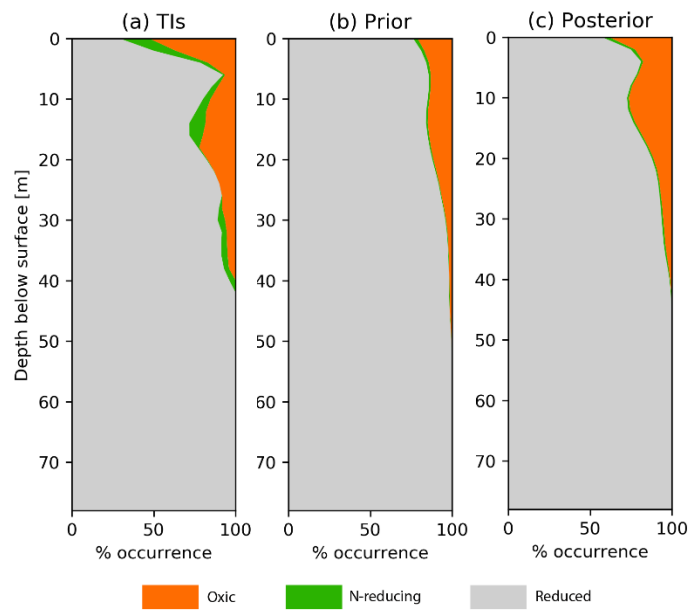 (a) TIs
(b) Prior
(c) Posterior
Depth below surface [m]
0
10
20
30
40
50
60
70
0
10
20
30
40
50
60
70
0
10
20
30
40
50
60
70
0 50 100
0 50 100
0 50 100
% occurrence
% occurrence
% occurrence
Oxic
N-reducing
Reduced